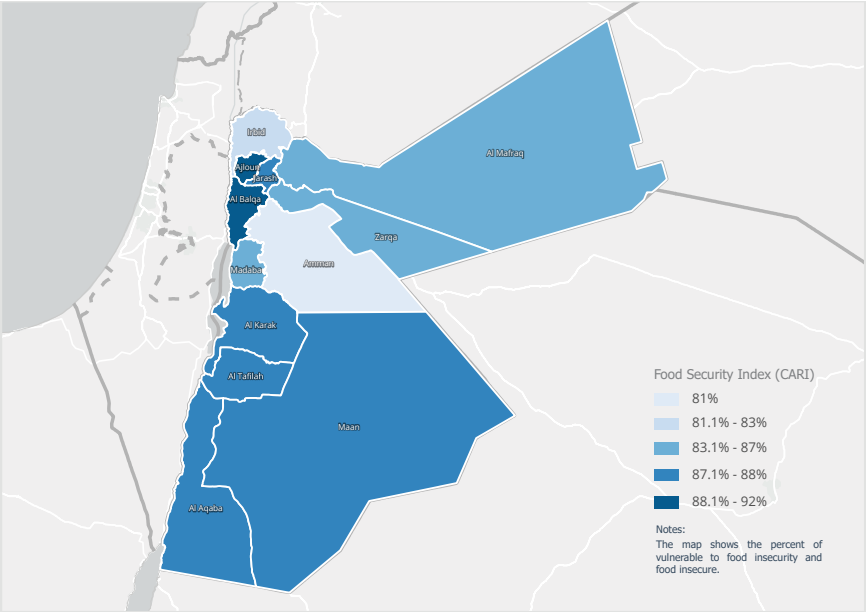 Irbid
Al Mafraq
Ajloun
Jarash
Al Balqa
Zarqa
Amman
Madaba
Al Karak
Al Tafilah
Maan
Al Aqaba
Food Security Index (CARI)
81%
81.1% - 83%
83.1% - 87%
87.1% - 88%
88.1% - 92%
Notes:
The map shows the percent of
vulnerable to food insecurity and
food insecure.